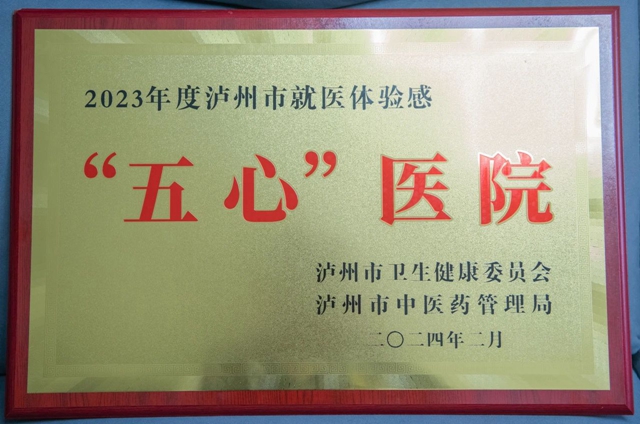 2023年度泸州市就医体验感
“五心”医院
泸州市卫生健康委员会
泸州市中医药管理局
二〇二四年二月